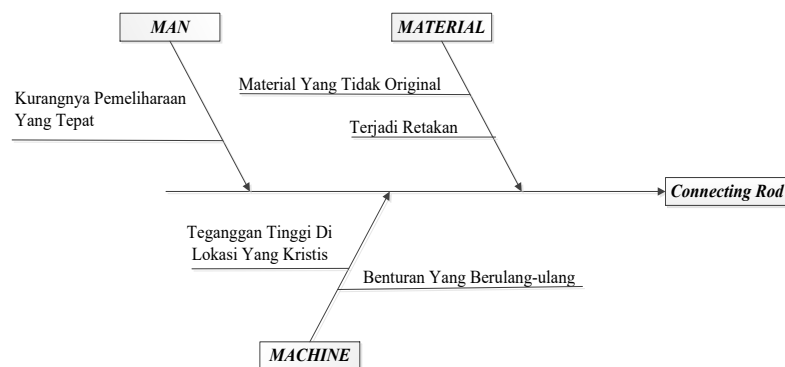 MAN
MATERIAL
Kurangnya Pemeliharaan
Yang Tepat
Material Yang Tidak Original
Terjadi Retakan
Connecting Rod
Teganggan Tinggi Di
Lokasi Yang Kristis
Benturan Yang Berulang-ulang
MACHINE